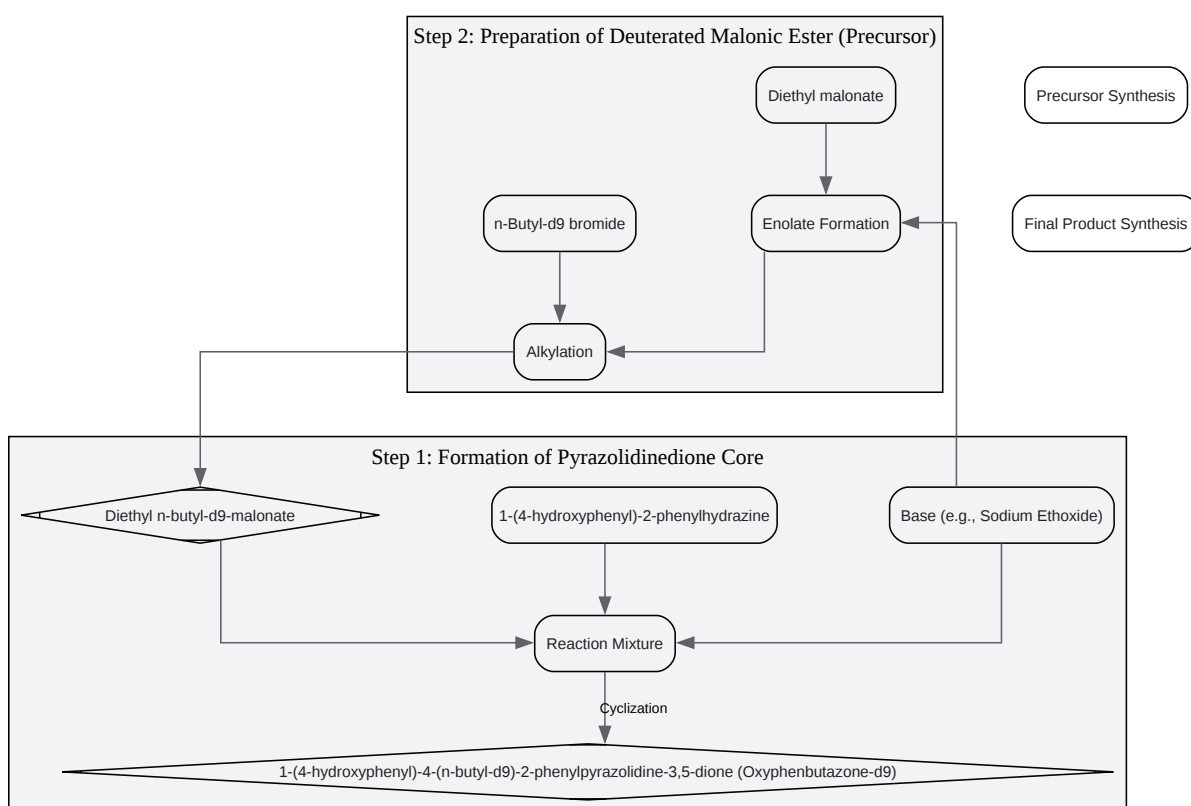 Step 2: Preparation of Deuterated Malonic Ester (Precursor)
Diethyl malonate
Precursor Synthesis
n-Butyl-d9 bromide
Enolate Formation
Final Product Synthesis
Alkylation
Step 1: Formation of Pyrazolidinedione Core
Diethyl n-butyl-d9-malonate
1-(4-hydroxyphenyl)-2-phenylhydrazine
Base (e.g., Sodium Ethoxide)
Reaction Mixture
Cyclization
1-(4-hydroxyphenyl)-4-(n-butyl-d9)-2-phenylpyrazolidine-3,5-dione (Oxyphenbutazone-d9)